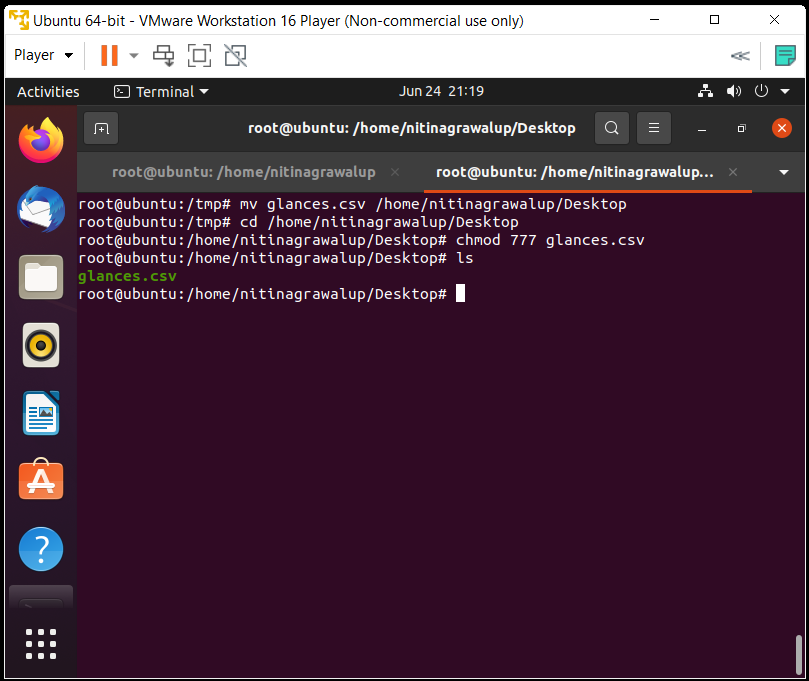 Ubuntu 64-bit - VMware Workstation 16 Player (Non-commercial use only)
Player
Activities Terminal Jun 24 21:19
root@ubuntu: /home/nitinagrawalup/Desktop
root@ubuntu: /home/nitinagrawalup × root@ubuntu: /home/nitinagrawalup... ×
root@ubuntu:/tmp# mv glances.csv /home/nitinagrawalup/Desktop
root@ubuntu:/tmp# cd /home/nitinagrawalup/Desktop
root@ubuntu:/home/nitinagrawalup/Desktop# chmod 777 glances.csv
root@ubuntu:/home/nitinagrawalup/Desktop# ls
glances.csv
root@ubuntu:/home/nitinagrawalup/Desktop#